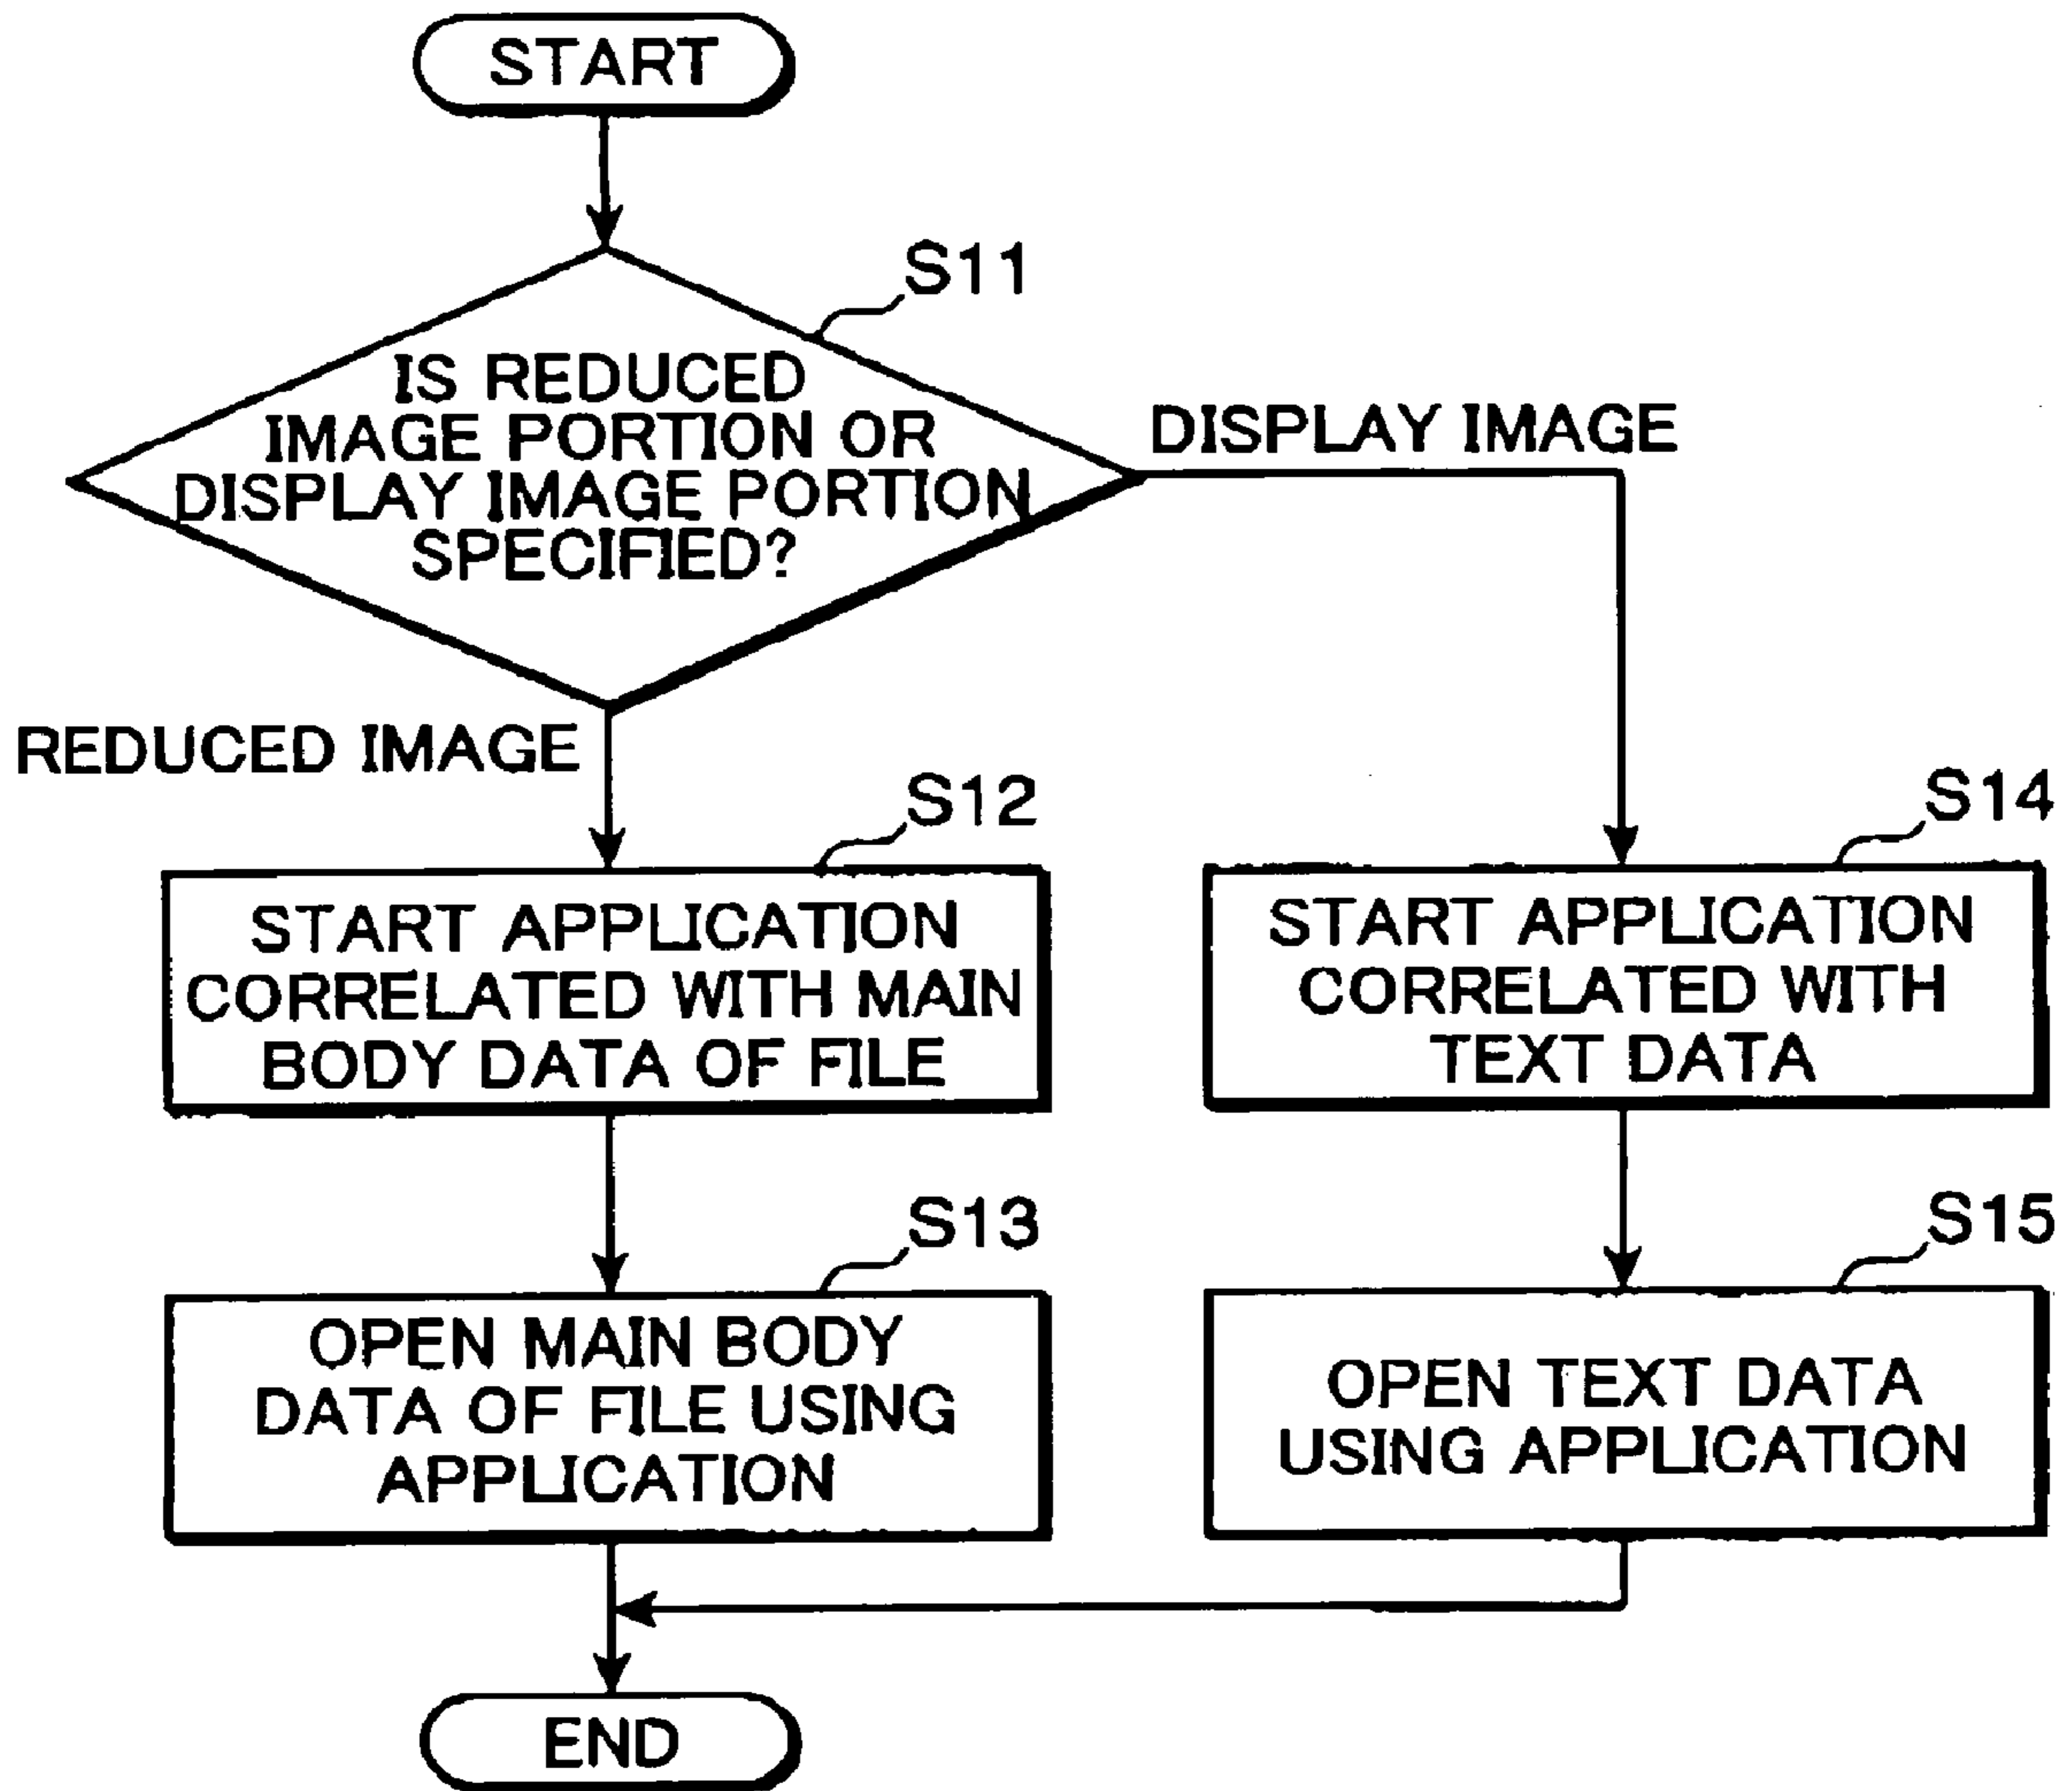 START
S11
IS REDUCED
IMAGE PORTION OR
DISPLAY IMAGE PORTION
SPECIFIED?
DISPLAY IMAGE
REDUCED IMAGE
S12
START APPLICATION
CORRELATED WITH MAIN
BODY DATA OF FILE
S14
START APPLICATION
CORRELATED WITH
TEXT DATA
S13
OPEN MAIN BODY
DATA OF FILE USING
APPLICATION
S15
OPEN TEXT DATA
USING APPLICATION
END